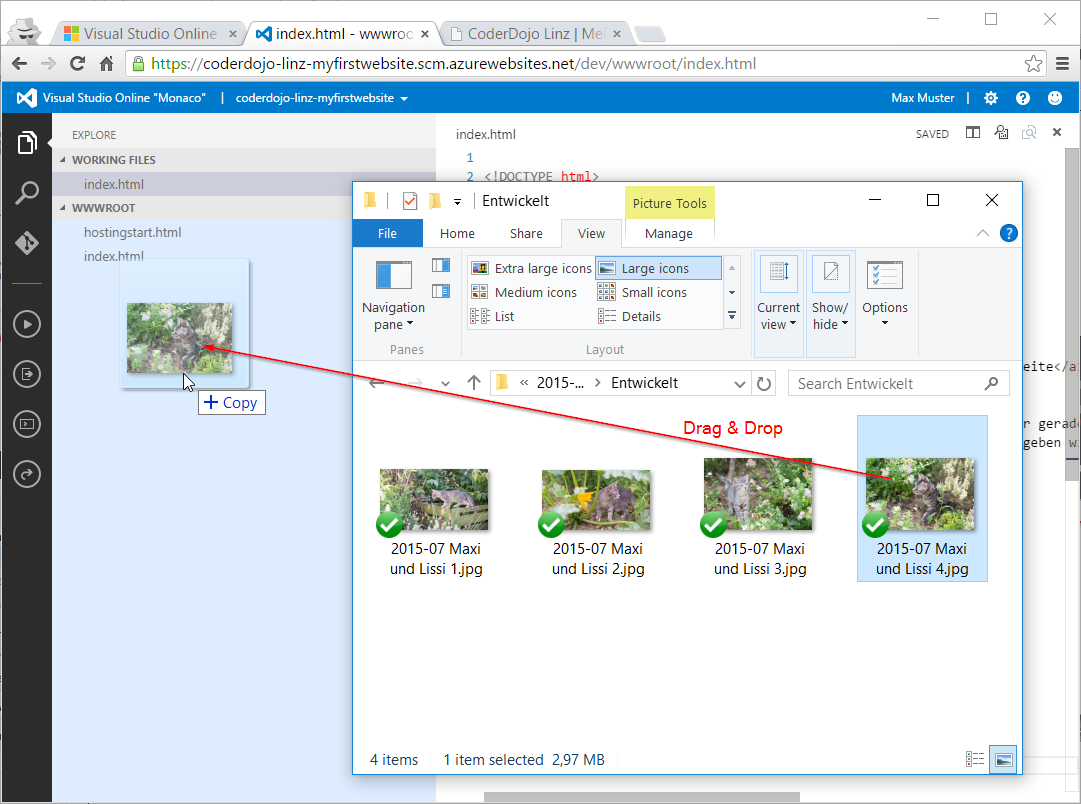 Visual Studio Online
index.html - wwwroo
CoderDojo Linz | Mei
https://coderdojo-linz-myfirstwebsite.scm.azurewebsites.net/dev/wwwroot/index.html
Visual Studio Online "Monaco" | coderdojo-linz-myfirstwebsite
Max Muster |
EXPLORE
WORKING FILES
index.html
WWWROOT
hostingstart.html
index.html
index.html
SAVED
1
2 <!DOCTYPE html>
Entwickelt
Picture Tools
File Home Share View Manage
Navigation
pane
Panes
Extra large icons Large icons
Medium icons Small icons
List Details
Layout
Current
view
Show/
hide
Options
« 2015-... > Entwickelt
Search Entwickelt
eite</a
r gerad
geben wi
Drag & Drop
+ Copy
2015-07 Maxi
und Lissi 1.jpg
2015-07 Maxi
und Lissi 2.jpg
2015-07 Maxi
und Lissi 3.jpg
2015-07 Maxi
und Lissi 4.jpg
4 items 1 item selected 2,97 MB